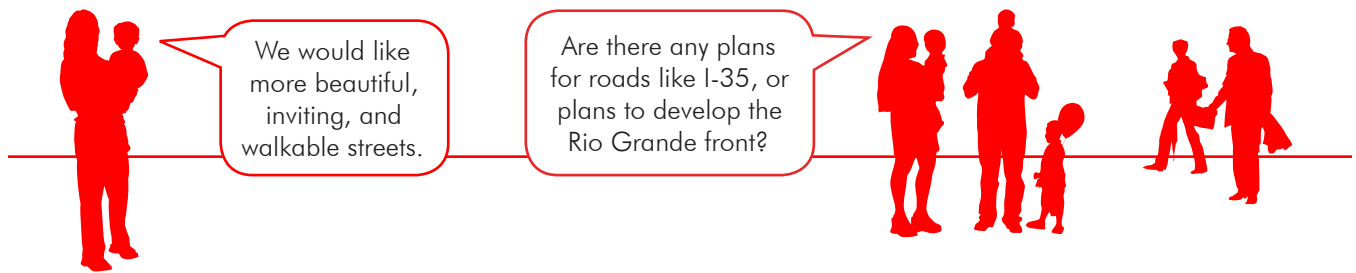 We would like
more beautiful,
inviting, and
walkable streets.
Are there any plans
for roads like I-35, or
plans to develop the
Rio Grande front?